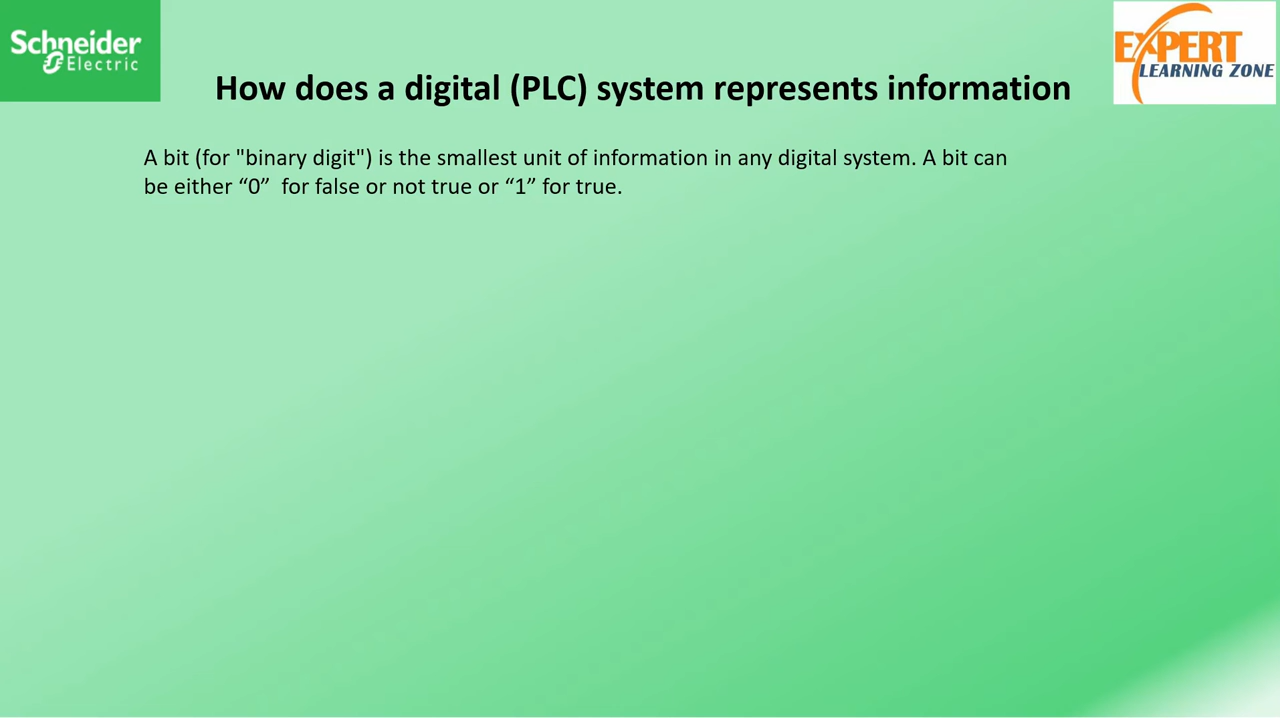 Schneider
Electric
EXPERT
LEARNING ZONE
How does a digital (PLC) system represents information
A bit (for "binary digit") is the smallest unit of information in any digital system. A bit can
be either “0”  for false or not true or “1” for true.